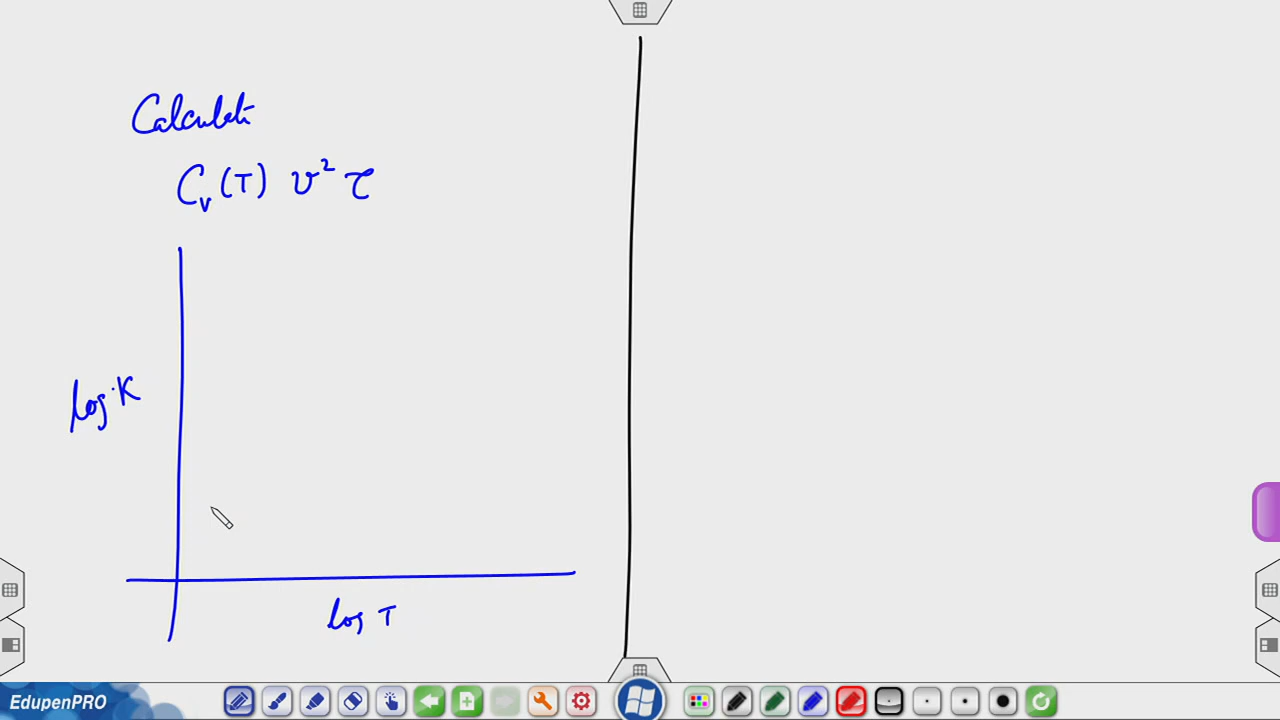 Calculate
C_v(T) v² τ
log K
log T
EdupenPRO